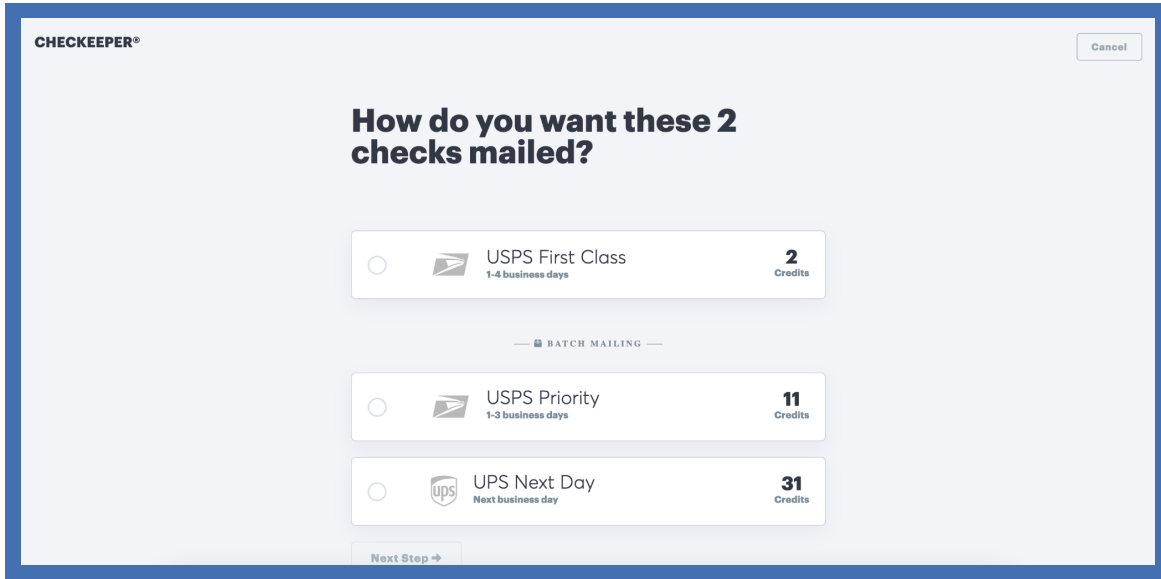 CHECKEEPER®
Cancel
How do you want these 2
checks mailed?
USPS First Class
1-4 business days
2
Credits
BATCH MAILING
USPS Priority
1-3 business days
11
Credits
ups
UPS Next Day
Next business day
31
Credits
Next Step →